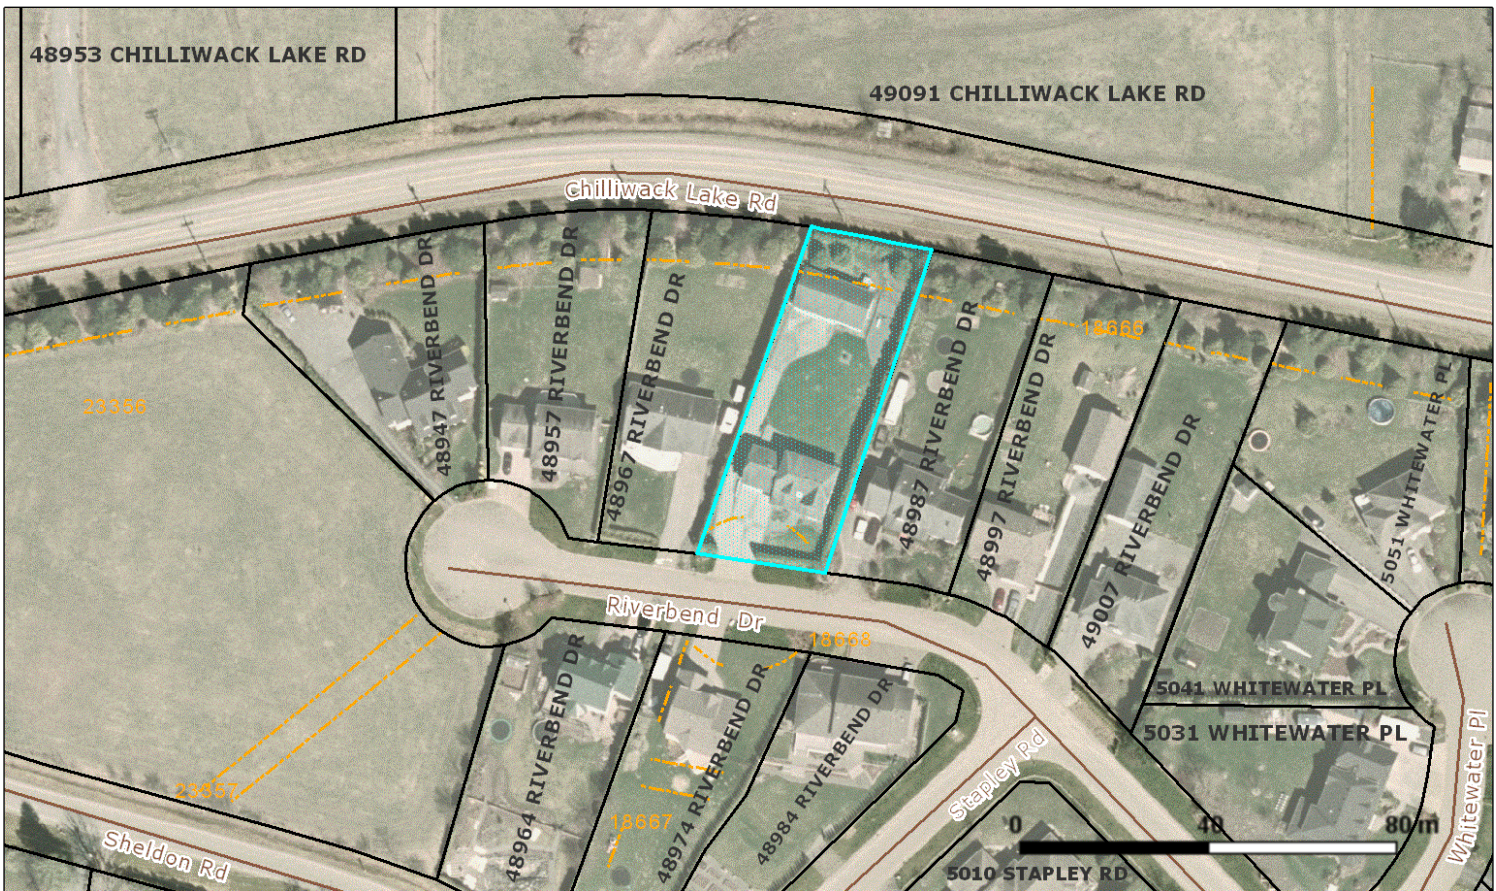 48953 CHILLIWACK LAKE RD
49091 CHILLIWACK LAKE RD
Chilliwack Lake Rd
48947 RIVERBEND DR
48957 RIVERBEND DR
48967 RIVERBEND DR
48987 RIVERBEND DR
48997 RIVERBEND DR
49007 RIVERBEND DR
5051 WHITEWATER PL
18666
23356
Riverbend Dr
18668
5041 WHITEWATER PL
5031 WHITEWATER PL
48964 RIVERBEND DR
48974 RIVERBEND DR
48984 RIVERBEND DR
Stapley Rd
Whitewater Pl
23357
18667
Sheldon Rd
0 40 80 m
5010 STAPLEY RD